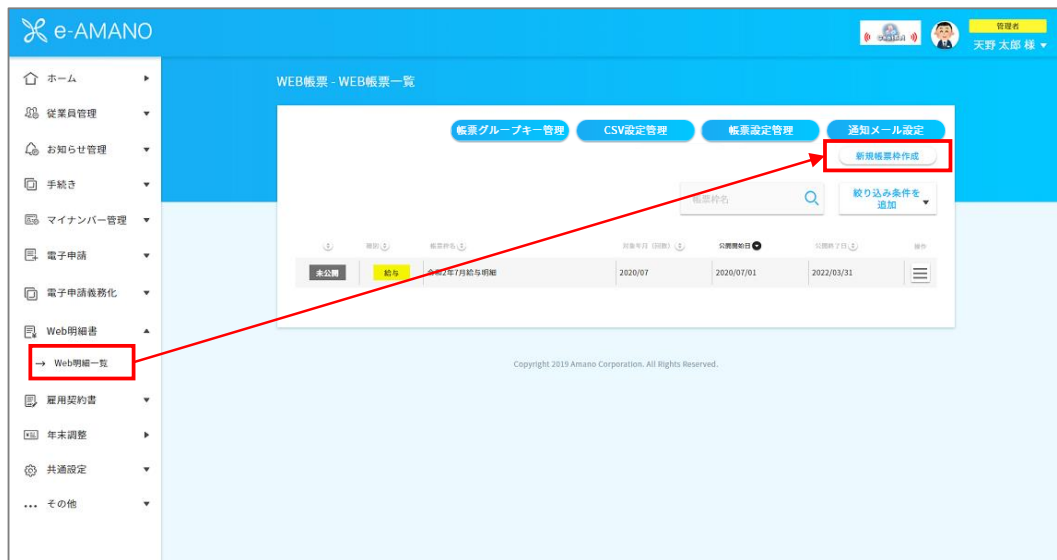 e-AMANO
管理者
天野 太郎 様 ▼
ホーム
従業員管理
お知らせ管理
手続き
マイナンバー管理
電子申請
電子申請義務化
Web明細書
→ Web明細一覧
雇用契約書
年末調整
共通設定
その他
WEB帳票 - WEB帳票一覧
帳票グループキー管理 CSV設定管理 帳票設定管理 通知メール設定
新規帳票枠作成
帳票枠名
絞り込み条件を
追加
種別 帳票枠名 対象年月 (回数) 公開開始日 公開終了日 操作
未公開 給与 令和2年7月給与明細 2020/07 2020/07/01 2022/03/31
Copyright 2019 Amano Corporation. All Rights Reserved.